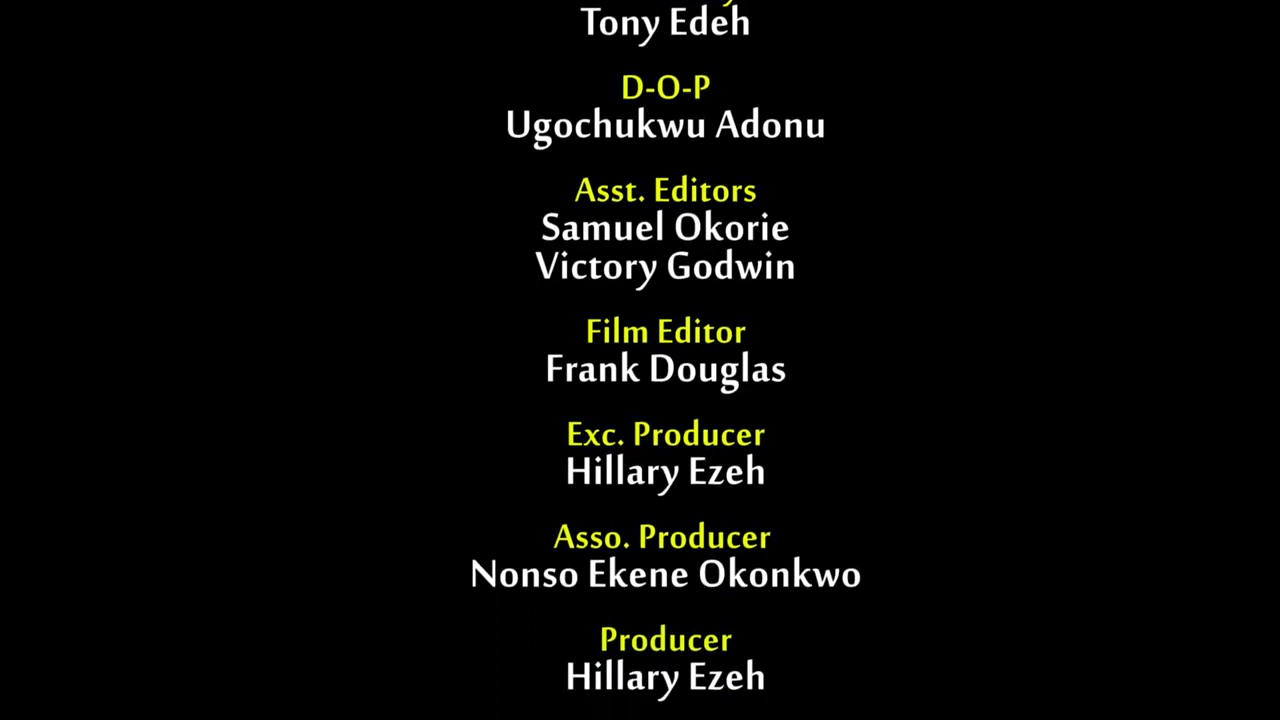 Tony Edeh
D-O-P
Ugochukwu Adonu
Asst. Editors
Samuel Okorie
Victory Godwin
Film Editor
Frank Douglas
Exc. Producer
Hillary Ezeh
Asso. Producer
Nonso Ekene Okonkwo
Producer
Hillary Ezeh